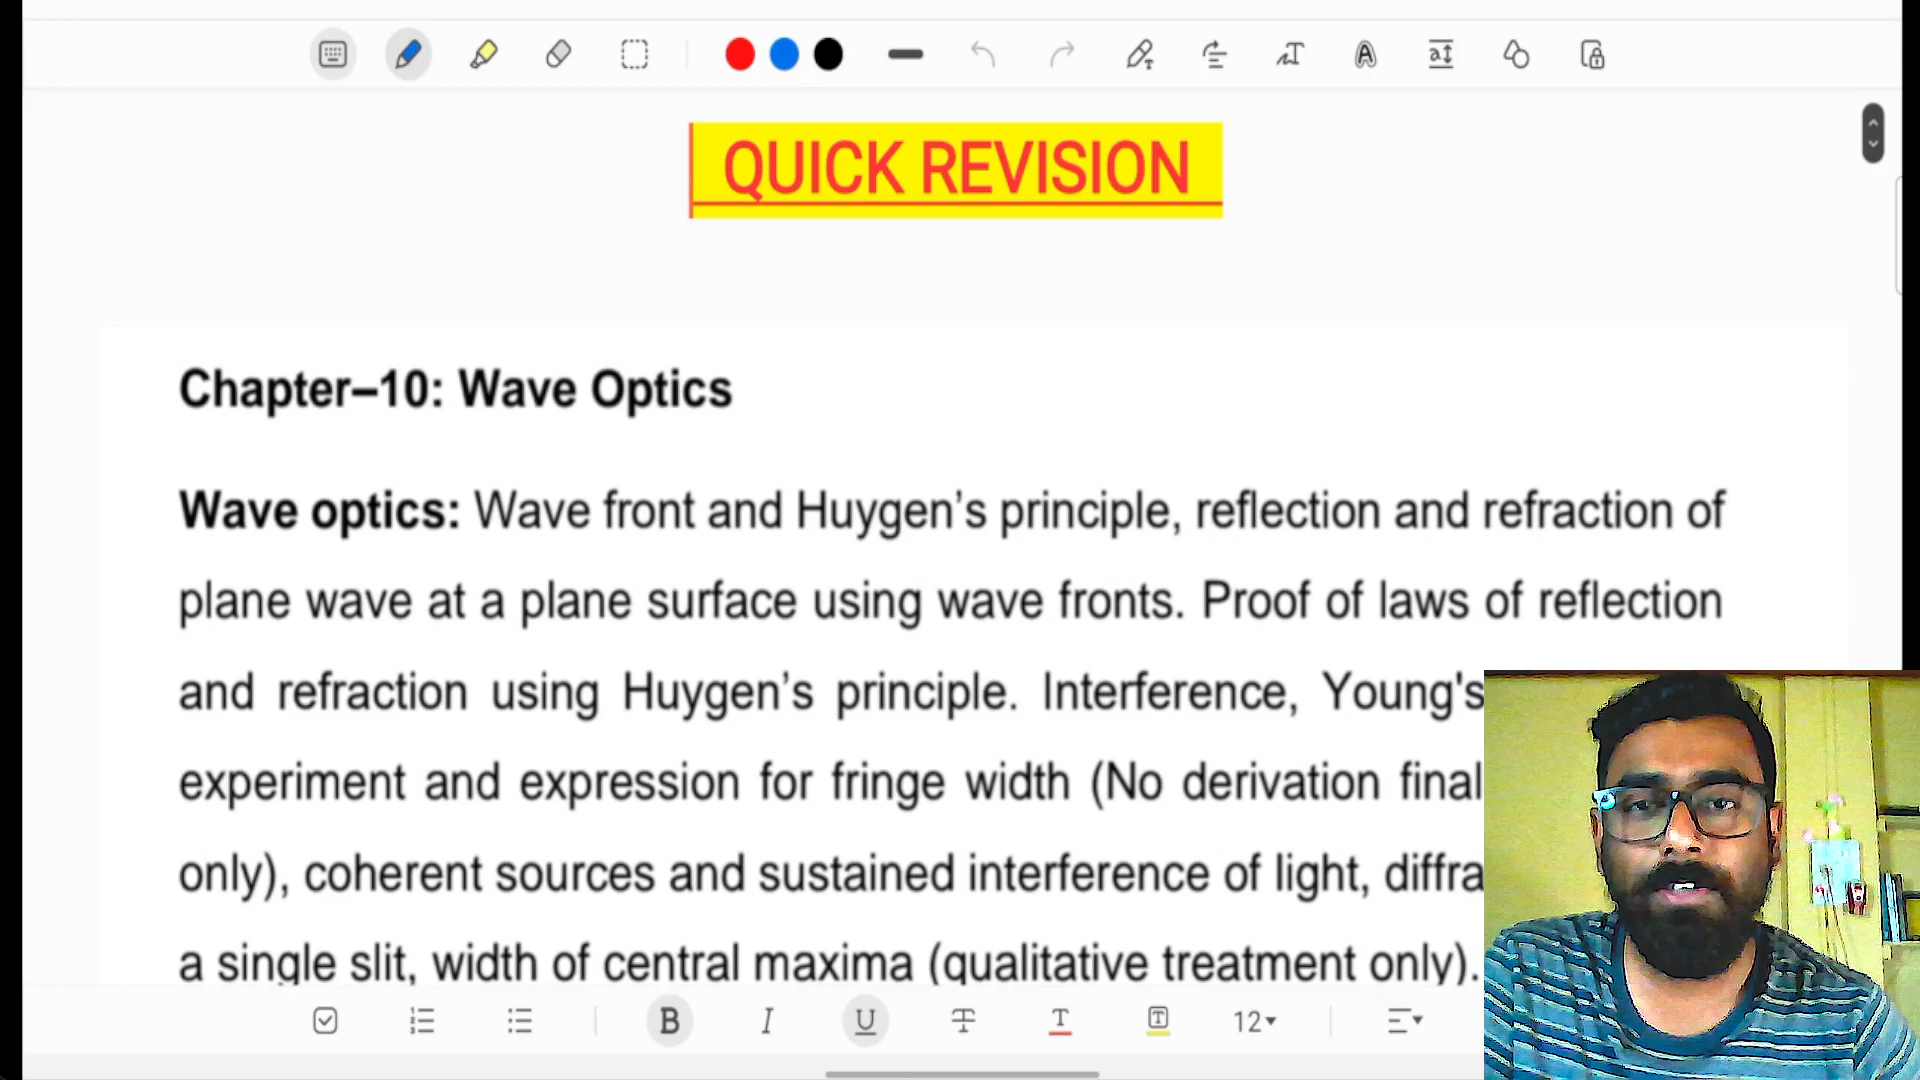 QUICK REVISION
Chapter–10: Wave Optics
Wave optics: Wave front and Huygen’s principle, reflection and refraction of
plane wave at a plane surface using wave fronts. Proof of laws of reflection
and refraction using Huygen’s principle. Interference, Young's
experiment and expression for fringe width (No derivation final
only), coherent sources and sustained interference of light, diffra
a single slit, width of central maxima (qualitative treatment only).
B I U T T T 12